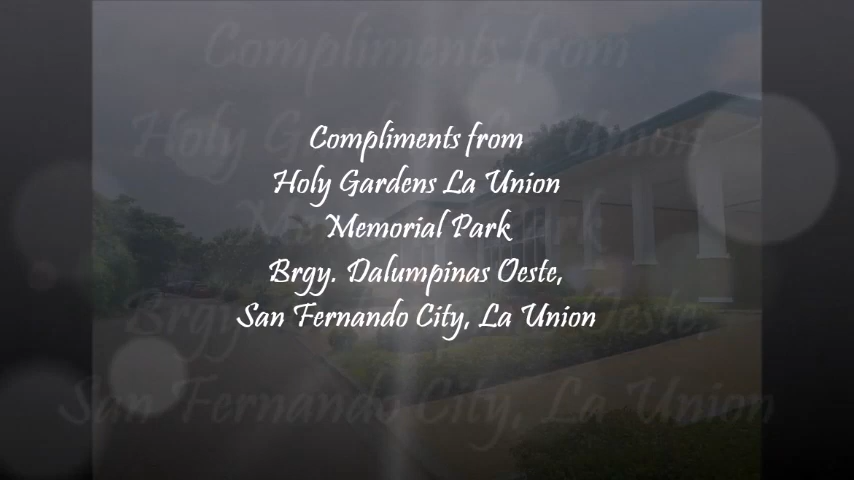 Compliments from
Holy Gardens La Union
Memorial Park
Brgy. Dalumpinas Oeste,
San Fernando City, La Union